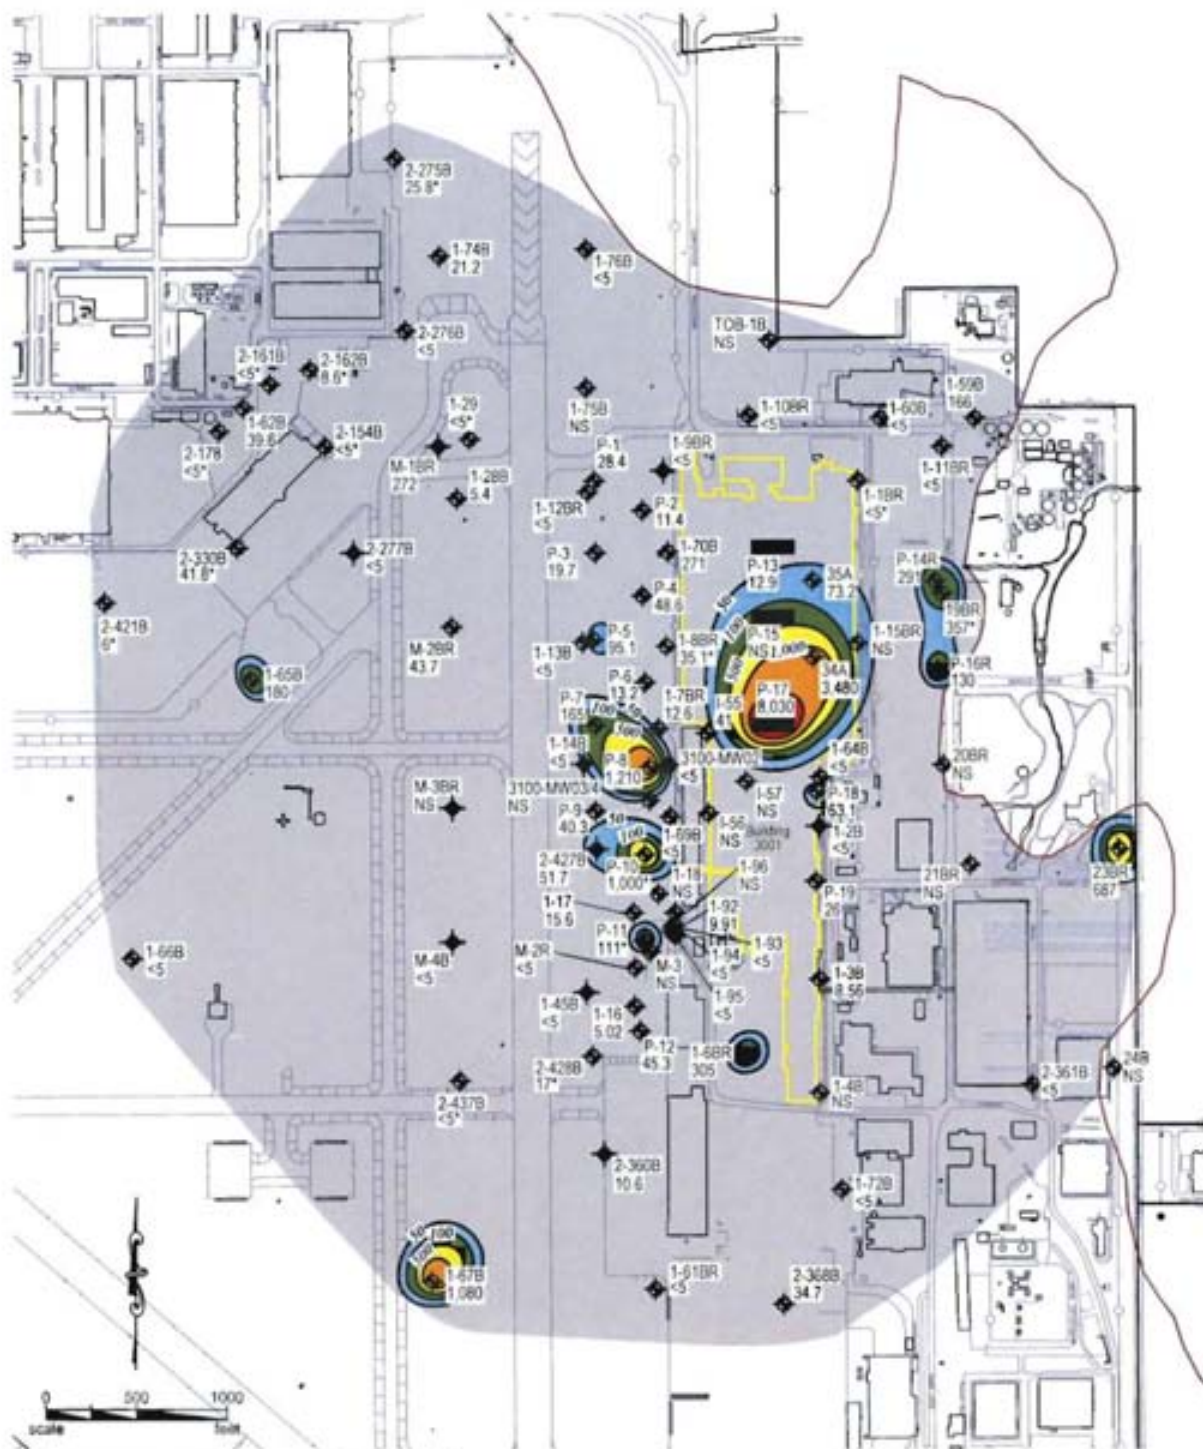 2-275B
25.8*
1-74B
21.2
1-76B
<5
2-276B
<5
TOB-1B
NS
2-161B
<5*
2-162B
8.6*
1-62B
39.6
2-178
<5*
2-154B
<5*
1-29
<5*
M-1BR
272
1-28B
5.4
1-75B
NS
P-1
28.4
1-12BR
<5
1-9BR
<5
1-10BR
<5
1-60B
<5
1-59B
166
1-11BR
<5
1-1BR
<5*
P-2
11.4
P-3
19.7
1-70B
271
2-330B
41.8*
2-277B
<5
P-4
48.6
P-13
12.9
35A
73.2
P-14R
291
19BR
357*
2-421B
6*
M-2BR
43.7
1-13B
<5
P-5
95.1
1-8BR
35.1*
50
100
500
1,000
P-15
NS
1-15BR
NS
P-16R
130
34A
3,480
1-65B
180
P-6
13.2
P-7
165
1-7BR
12.6
I-55
P-17
8,030
100
50
500
1-14B
<5
P-8
1,210
3100-MW02
<5
1-64B
<5
20BR
NS
M-3BR
NS
3100-MW03/4
NS
I-57
NS
P-18
53.1
P-9
40.3
50
100
1-69B
<5
I-56
NS
Building
3001
1-2B
<5
2-427B
51.7
P-10
1,000*
1-18
NS
1-96
NS
21BR
NS
23BR
687
P-19
26
1-17
15.6
1-92
9.91
P-11
111*
1-66B
<5
M-4B
<5
M-2R
<5
M-3
NS
1-94
<5
1-93
<5
1-95
<5
1-3B
8.56
1-45B
<5
1-16
5.02
P-12
45.3
1-6BR
305
2-428B
17*
2-437B
<5*
1-4B
NS
2-361B
<5
24B
NS
2-360B
10.6
1-72B
<5
50
100
500
1-67B
1,080
1-61BR
<5
2-368B
34.7
0 500 1000
scale feet